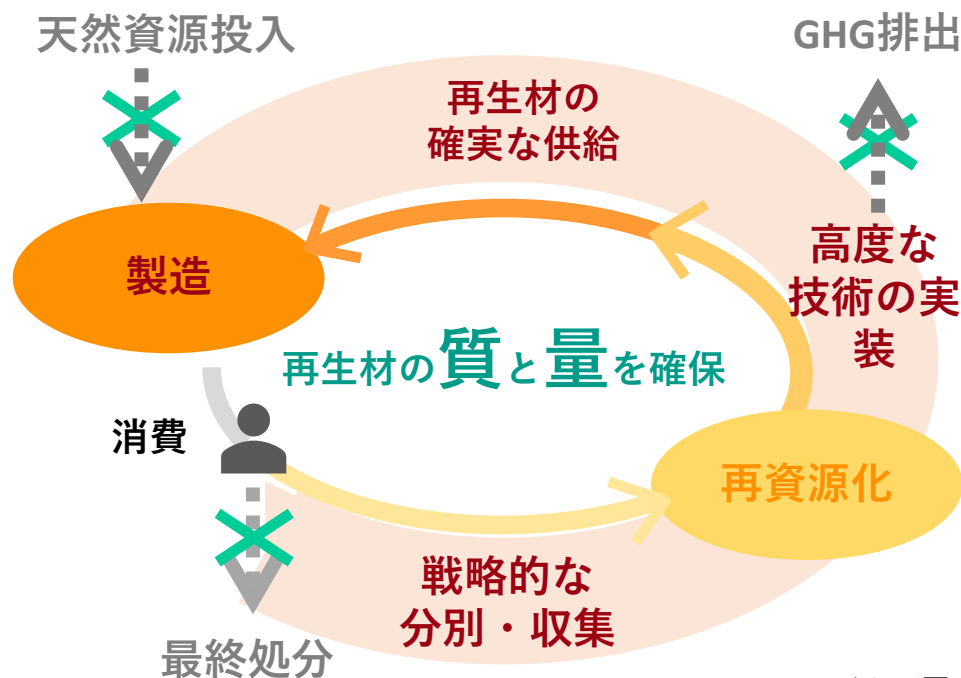 天然資源投入
GHG排出
再生材の
確実な供給
製造
高度な
技術の実
装
再生材の質と量を確保
消費
再資源化
戦略的な
分別・収集
最終処分